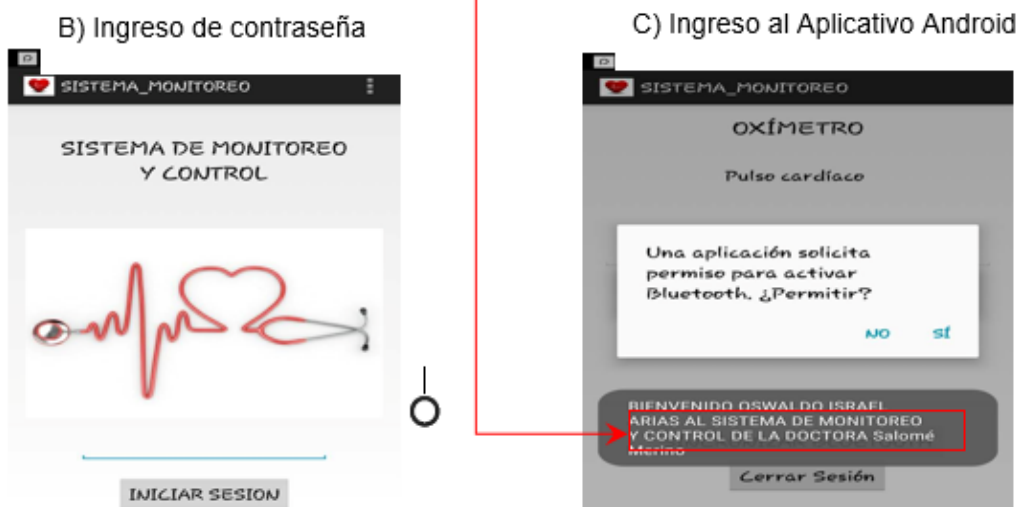 B) Ingreso de contraseña
SISTEMA_MONITOREO
SISTEMA DE MONITOREO
Y CONTROL
INICIAR SESION
C) Ingreso al Aplicativo Android
SISTEMA_MONITOREO
OXÍMETRO
Pulso cardíaco
Una aplicación solicita
permiso para activar
Bluetooth. ¿Permitir?
NO SÍ
BIENVENIDO OSWALDO ISRAEL
ARIAS AL SISTEMA DE MONITOREO
Y CONTROL DE LA DOCTORA Salomé
Merino
Cerrar Sesión